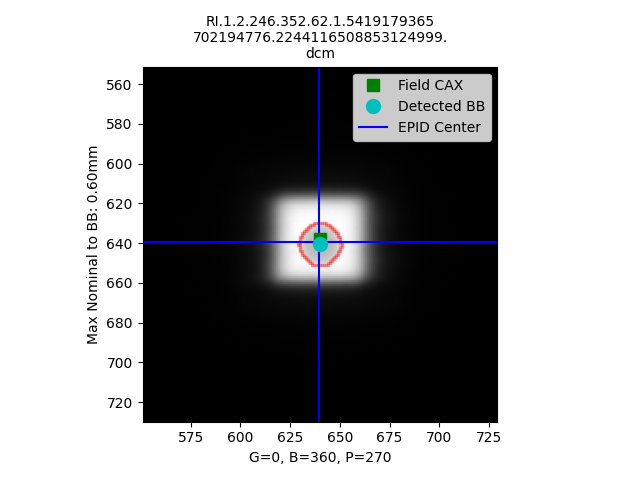 RI.1.2.246.352.62.1.5419179365
702194776.2244116508853124999.
dcm
Field CAX
Detected BB
EPID Center
Max Nominal to BB: 0.60mm
560
580
600
620
640
660
680
700
720
575
600
625
650
675
700
725
G=0, B=360, P=270